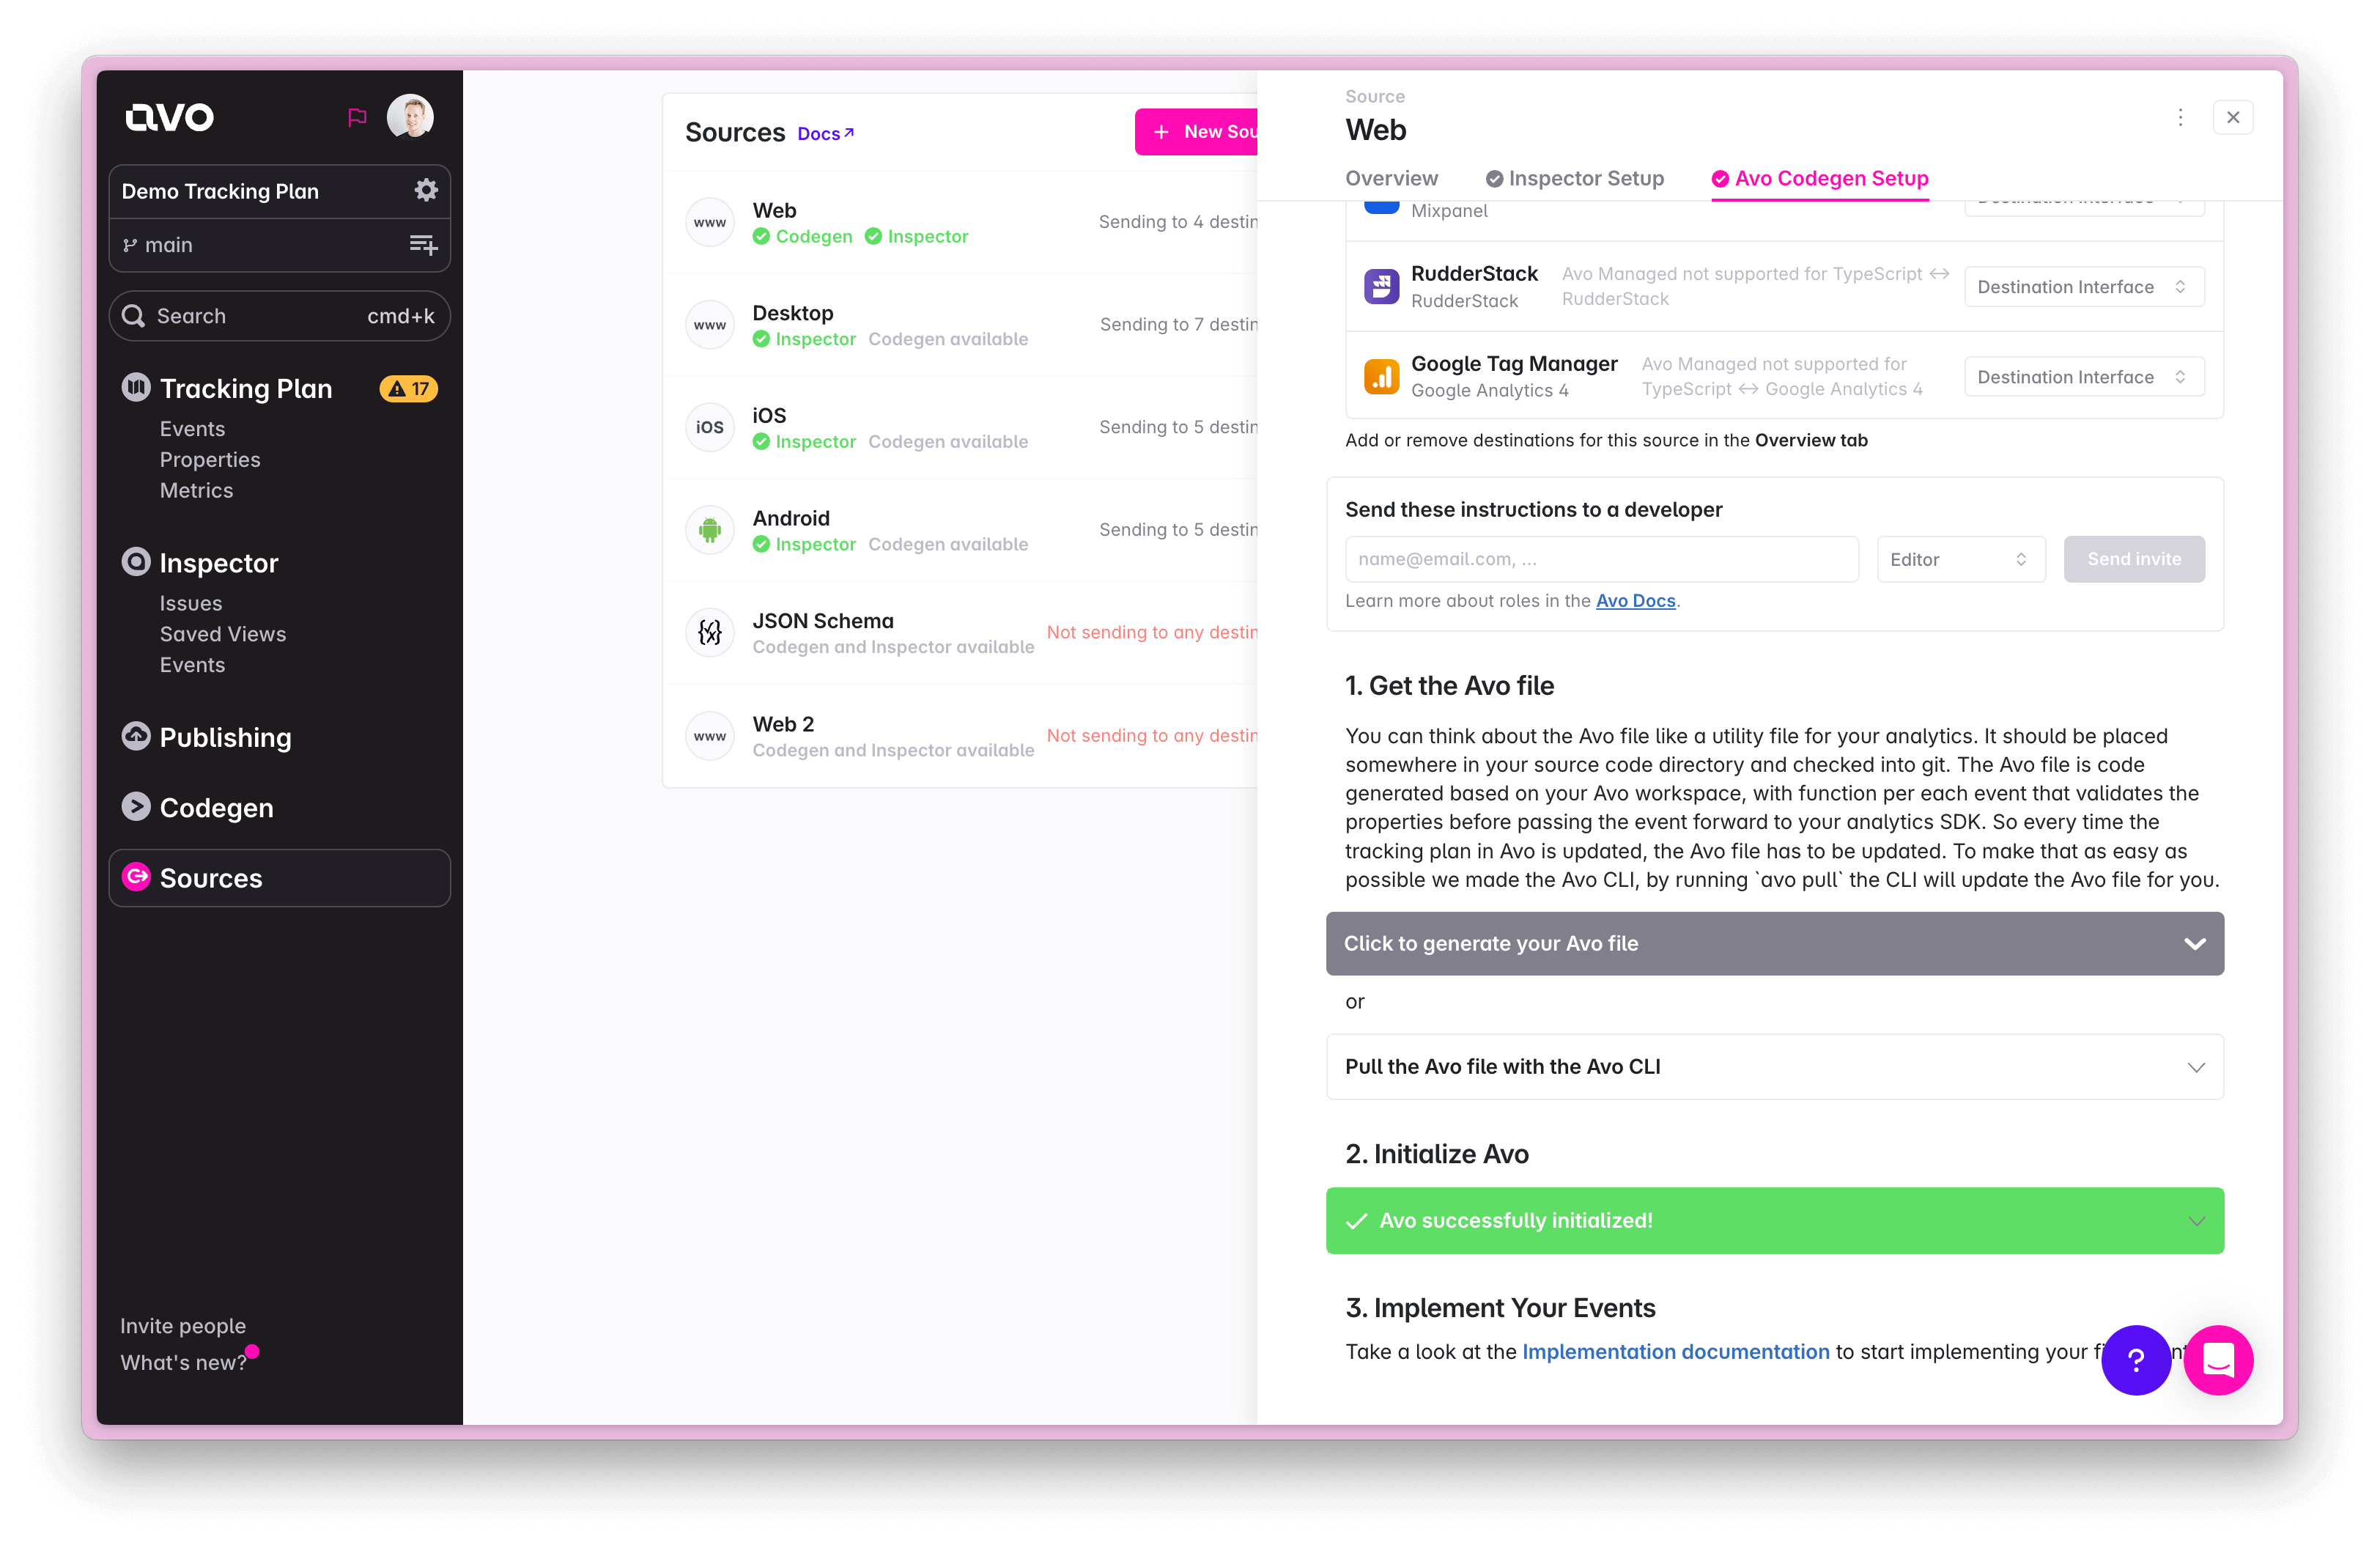 avo
Demo Tracking Plan
main
Search cmd+k
Tracking Plan 17
Events
Properties
Metrics
Inspector
Issues
Saved Views
Events
Publishing
Codegen
Sources
Invite people
What's new?
Sources Docs
+ New Sou
www Web
Codegen Inspector
Sending to 4 destin
www Desktop
Inspector Codegen available
Sending to 7 destin
iOS iOS
Inspector Codegen available
Sending to 5 destin
Android
Inspector Codegen available
Sending to 5 destin
JSON Schema
Codegen and Inspector available
Not sending to any destin
www Web 2
Codegen and Inspector available
Not sending to any destin
Source
Web
Overview Inspector Setup Avo Codegen Setup
Mixpanel
Destination Interface
RudderStack
RudderStack
Avo Managed not supported for TypeScript <->
RudderStack
Destination Interface
Google Tag Manager
Google Analytics 4
Avo Managed not supported for
TypeScript <-> Google Analytics 4
Destination Interface
Add or remove destinations for this source in the Overview tab
Send these instructions to a developer
name@email.com, ...
Editor
Send invite
Learn more about roles in the Avo Docs.
1. Get the Avo file
You can think about the Avo file like a utility file for your analytics. It should be placed
somewhere in your source code directory and checked into git. The Avo file is code
generated based on your Avo workspace, with function per each event that validates the
properties before passing the event forward to your analytics SDK. So every time the
tracking plan in Avo is updated, the Avo file has to be updated. To make that as easy as
possible we made the Avo CLI, by running `avo pull` the CLI will update the Avo file for you.
Click to generate your Avo file
or
Pull the Avo file with the Avo CLI
2. Initialize Avo
Avo successfully initialized!
3. Implement Your Events
Take a look at the Implementation documentation to start implementing your
?